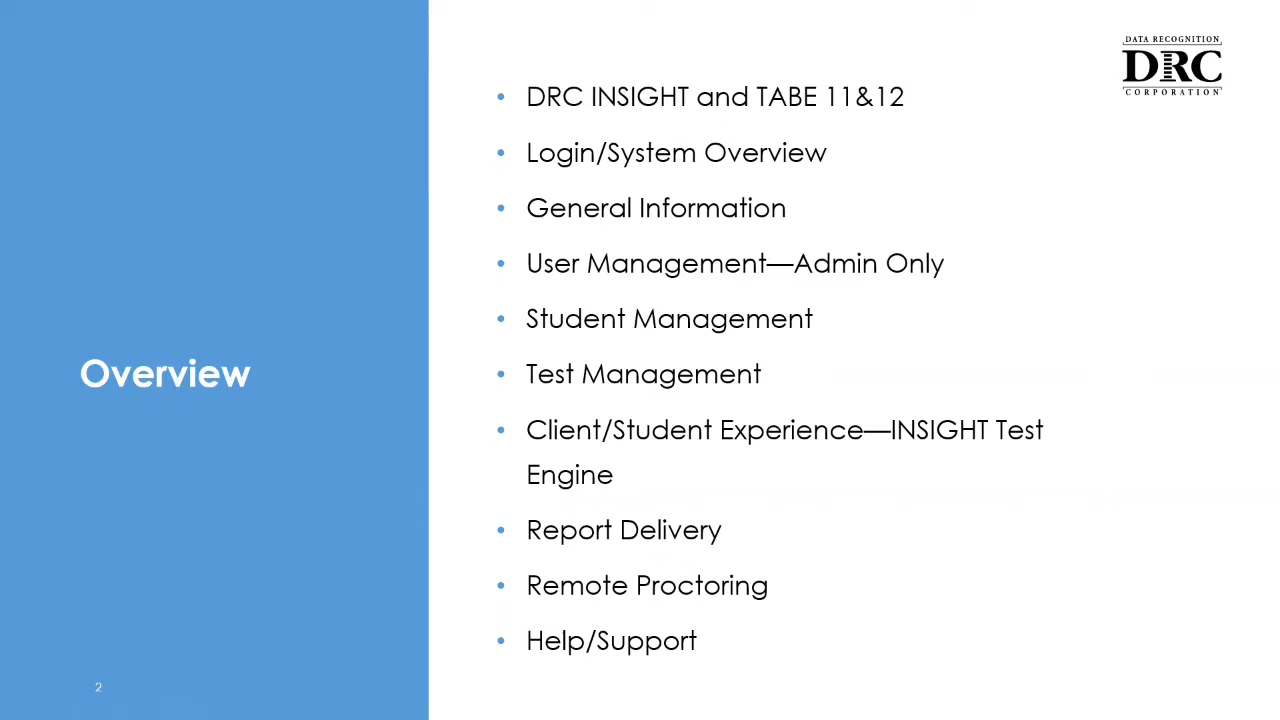 DATA RECOGNITION
DRC
CORPORATION
Overview
• DRC INSIGHT and TABE 11&12
• Login/System Overview
• General Information
• User Management—Admin Only
• Student Management
• Test Management
• Client/Student Experience—INSIGHT Test
Engine
• Report Delivery
• Remote Proctoring
• Help/Support
2